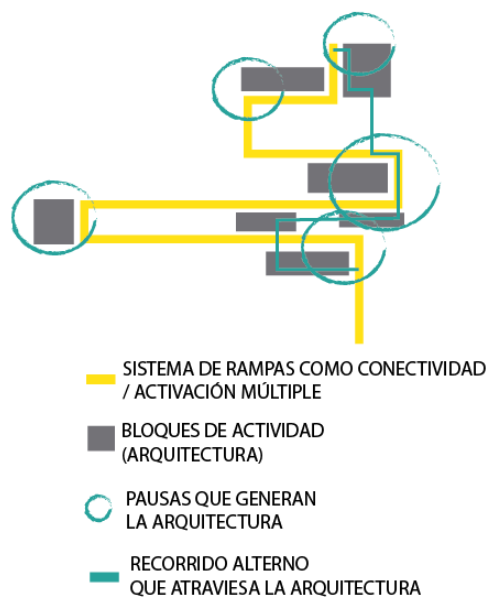 SISTEMA DE RAMPAS COMO CONECTIVIDAD
/ ACTIVACIÓN MÚLTIPLE
BLOQUES DE ACTIVIDAD
(ARQUITECTURA)
PAUSAS QUE GENERAN
LA ARQUITECTURA
RECORRIDO ALTERNO
QUE ATRAVIESA LA ARQUITECTURA